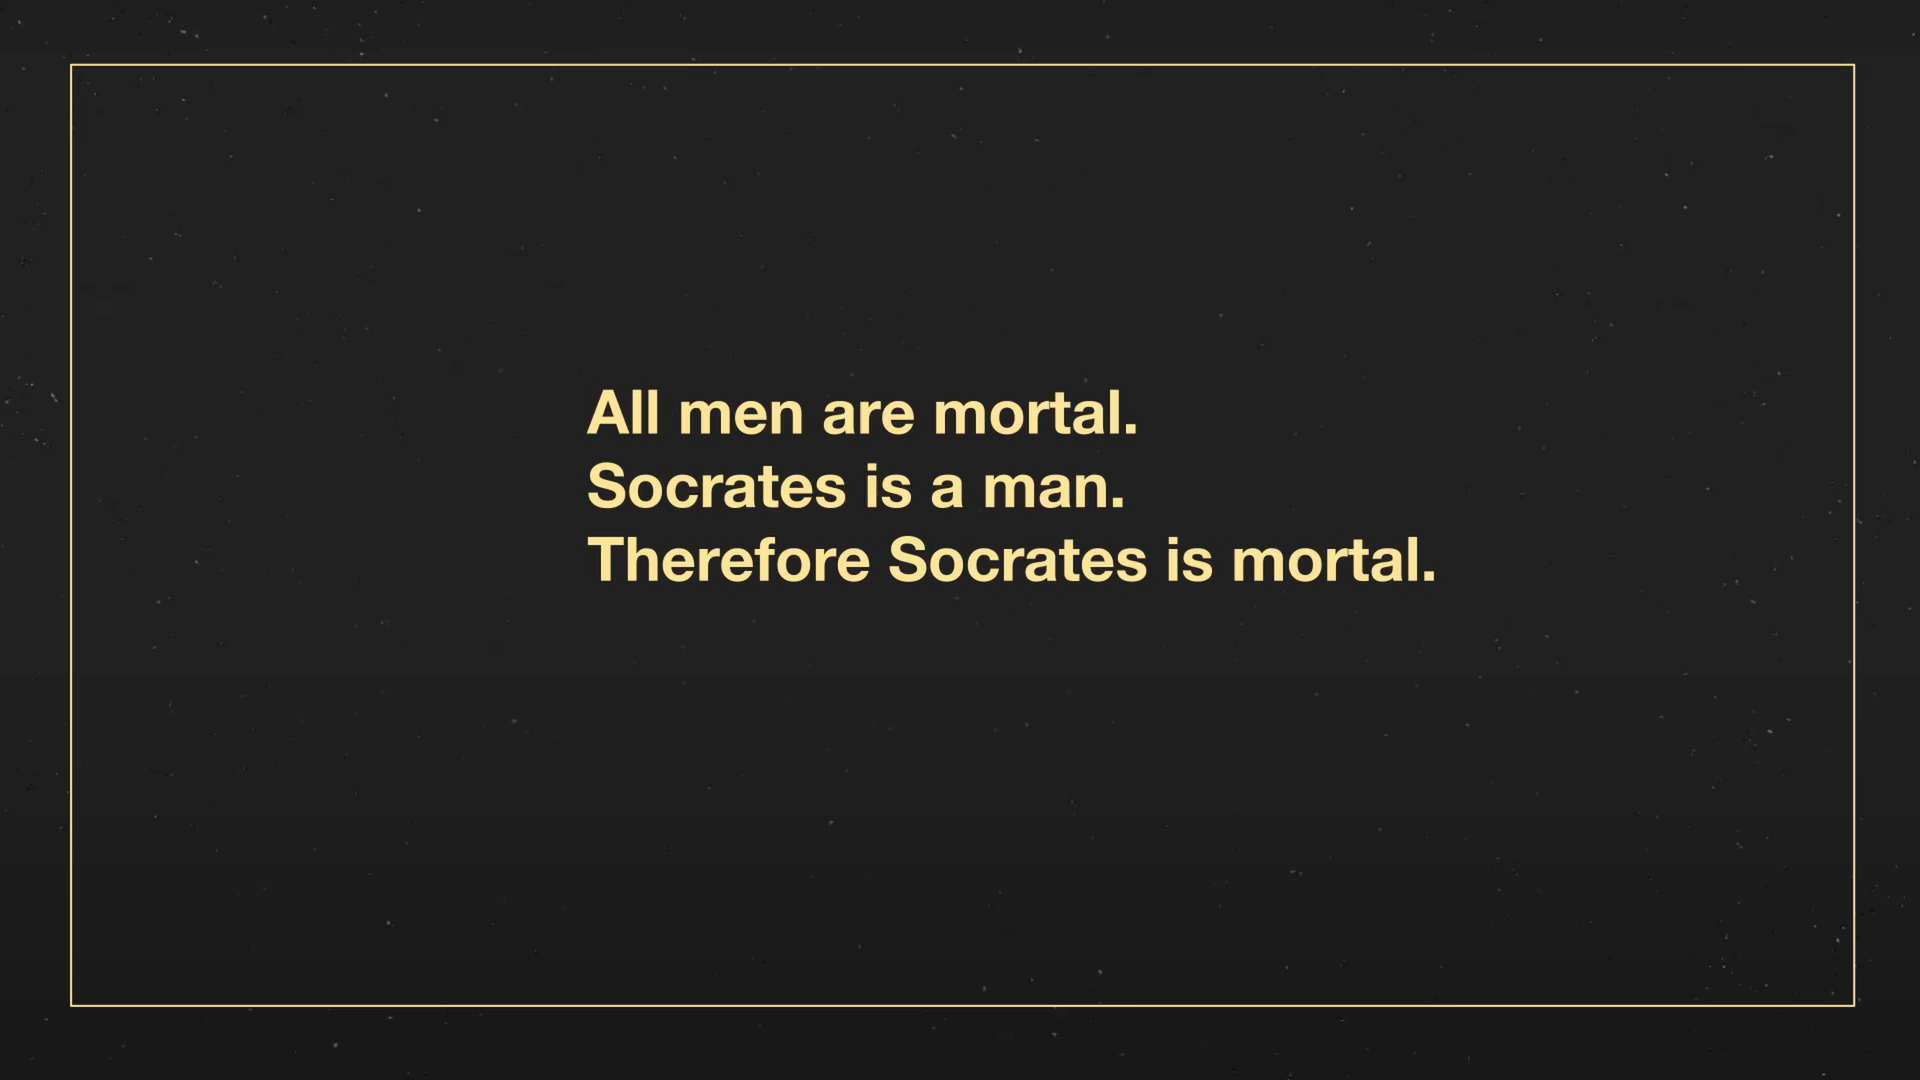 All men are mortal.
Socrates is a man.
Therefore Socrates is mortal.